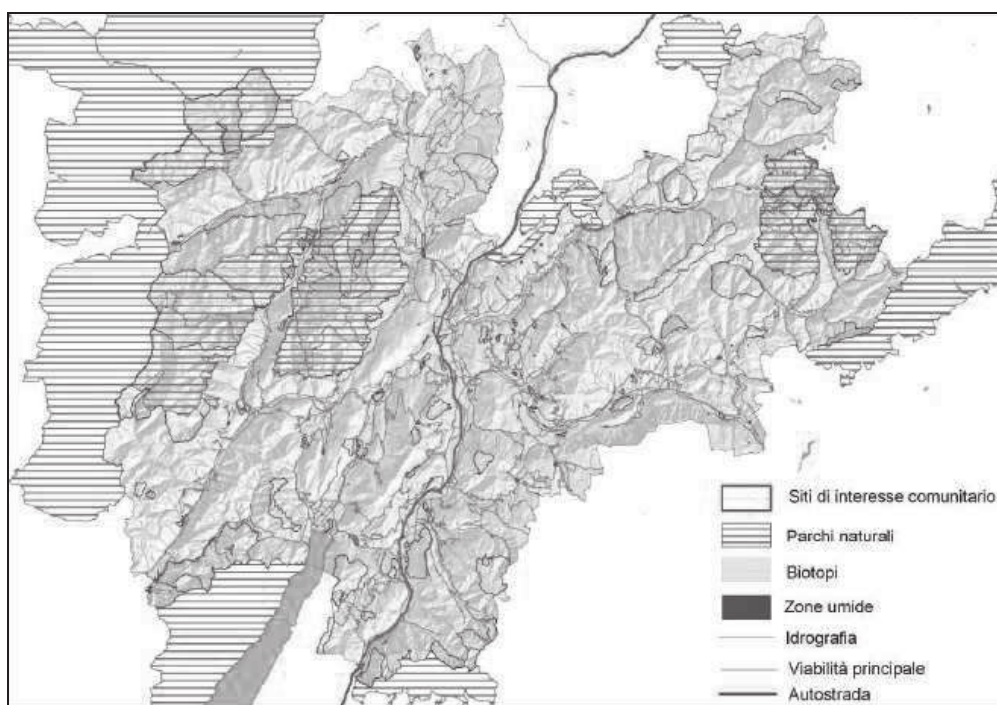 Siti di interesse comunitario
Parchi naturali
Biotopi
Zone umide
Idrografia
Viabilità principale
Autostrada